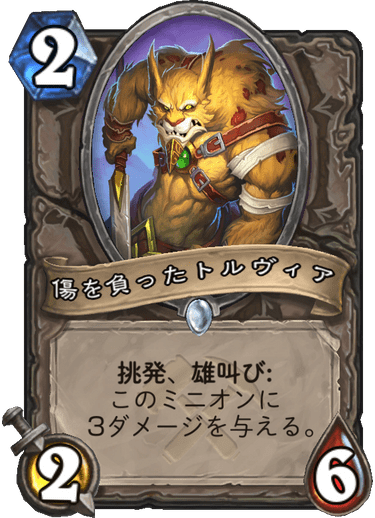 2
傷を負ったトルヴィア
挑発、雄叫び:
このミニオンに
3ダメージを与える。
2
6